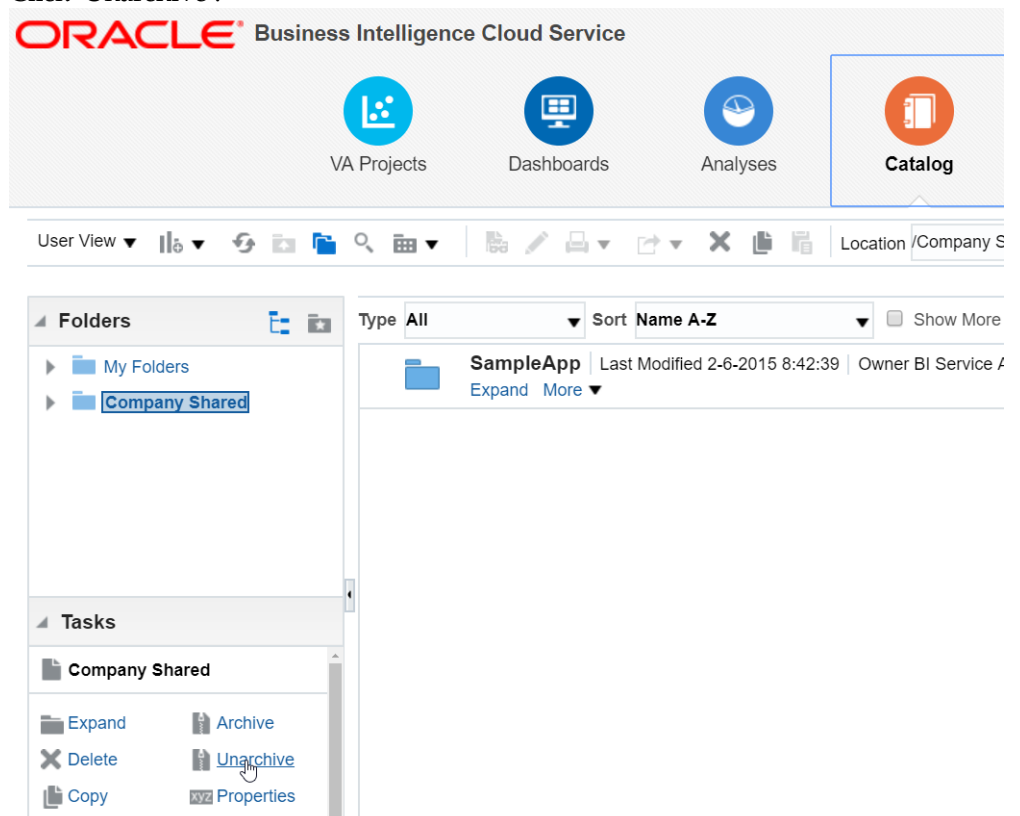 ORACLE Business Intelligence Cloud Service
VA Projects Dashboards Analyses Catalog
User View Location /Company S
Folders
Type All Sort Name A-Z Show More
My Folders
SampleApp Last Modified 2-6-2015 8:42:39 Owner BI Service A
Expand More
Company Shared
Tasks
Company Shared
Expand Archive
Delete Unarchive
Copy xyz Properties